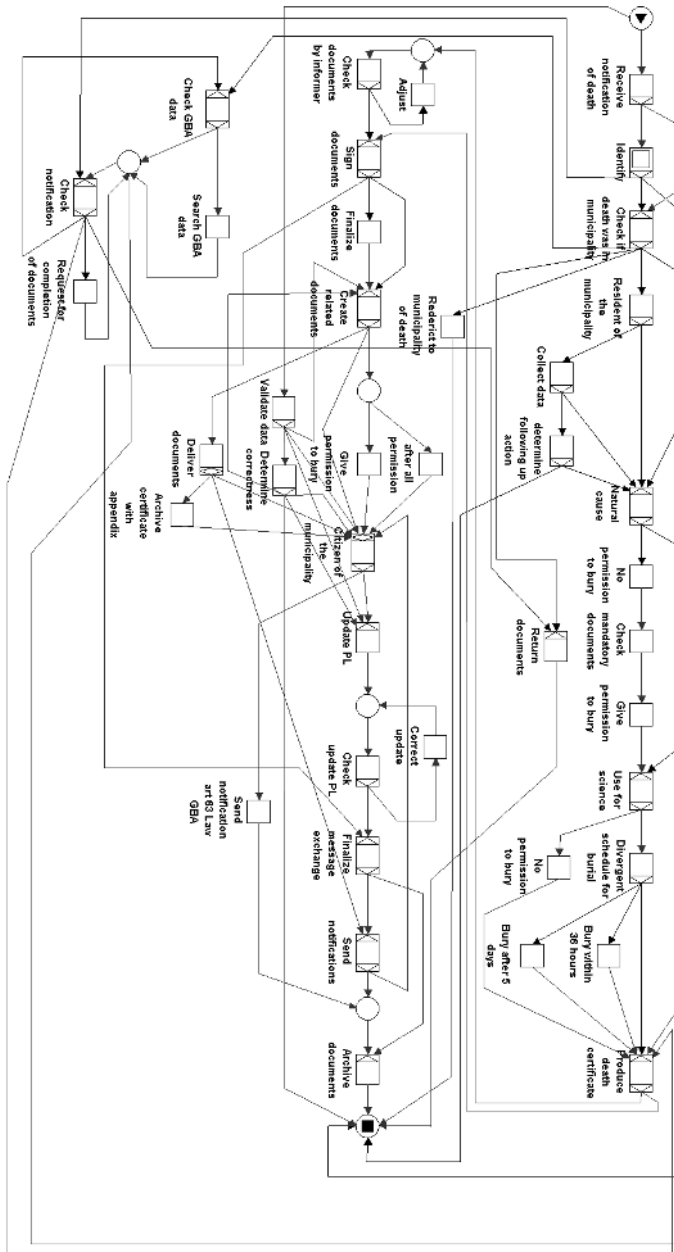 Receive
notification
of death
Identify
Check if
death was in
municipality
Resident of
the
municipality
Natural
cause
No
permission
to bury
Check
mandatory
documents
Give
permission
to bury
Use for
science
Divergent
schedule for
burial
Produce
death
certificate
Collect data
determine
following up
action
Bury within
36 hours
No
permission
to bury
Bury after 5
days
Return
documents
Rederict to
municipality
of death
Adjust
after all
permission
Correct
update
Check
documents
by informer
Sign
documents
Finalize
documents
Create
related
documents
Give
permission
to bury
Citizen of
the
municipality
Update PL
Check
update PL
Finalize
message
exchange
Send
notifications
Archive
documents
Validate data
Determine
correctness
Send
notification
art 63 Law
GBA
Deliver
documents
Archive
certificate
with
appendix
Check GBA
data
Search GBA
data
Check
notification
Request for
completion
of documents